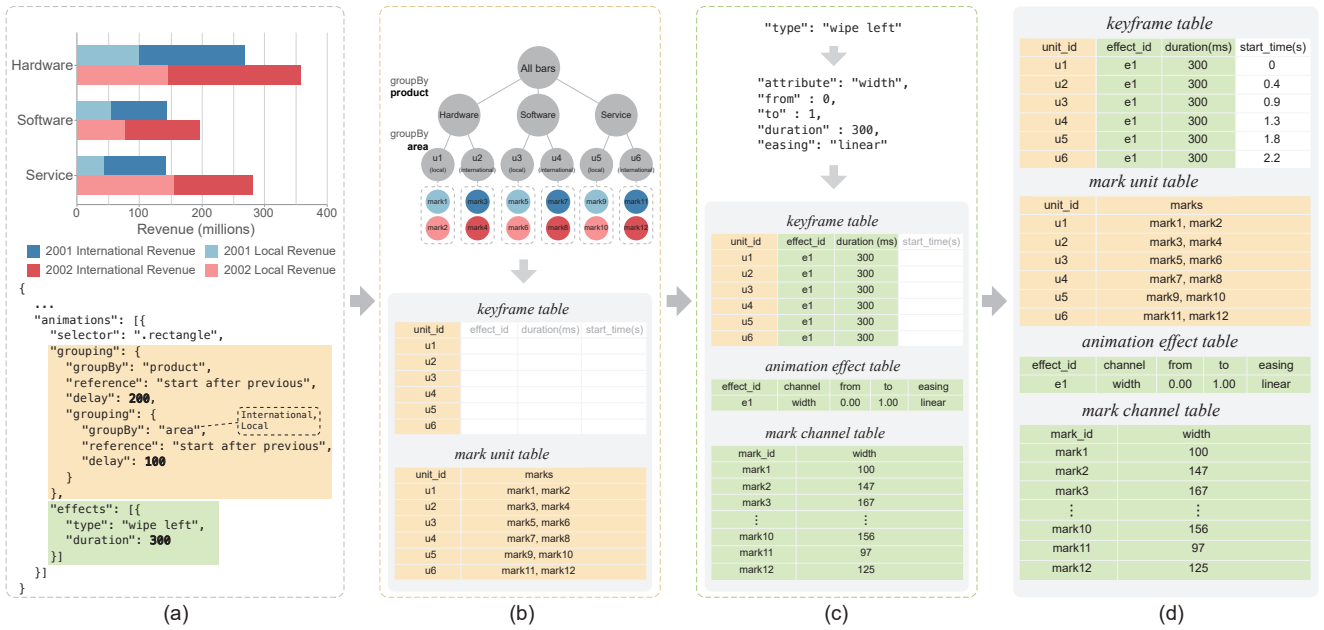 Hardware
Software
Service
0 100 200 300 400
Revenue (millions)
2001 International Revenue 2001 Local Revenue
2002 International Revenue 2002 Local Revenue
{
...
"animations": [{
"selector": ".rectangle",
"grouping": {
"groupBy": "product",
"reference": "start after previous",
"delay": 200,
"grouping": {
"groupBy": "area",
International,
Local
"reference": "start after previous",
"delay": 100
}
},
"effects": [{
"type": "wipe left",
"duration": 300
}]
}]
}
(a)
All bars
groupBy
product
Hardware Software Service
groupBy
area
u1 u2 u3 u4 u5 u6
(local) (international) (local) (international) (local) (international)
mark1 mark3 mark5 mark7 mark9 mark11
mark2 mark4 mark6 mark8 mark10 mark12
keyframe table
unit_id effect_id duration(ms) start_time(s)
u1
u2
u3
u4
u5
u6
mark unit table
unit_id marks
u1 mark1, mark2
u2 mark3, mark4
u3 mark5, mark6
u4 mark7, mark8
u5 mark9, mark10
u6 mark11, mark12
(b)
"type": "wipe left"
"attribute": "width",
"from" : 0,
"to" : 1,
"duration" : 300,
"easing": "linear"
keyframe table
unit_id effect_id duration (ms) start_time(s)
u1 e1 300
u2 e1 300
u3 e1 300
u4 e1 300
u5 e1 300
u6 e1 300
animation effect table
effect_id channel from to easing
e1 width 0.00 1.00 linear
mark channel table
mark_id width
mark1 100
mark2 147
mark3 167
⋮ ⋮
mark10 156
mark11 97
mark12 125
(c)
keyframe table
unit_id effect_id duration(ms) start_time(s)
u1 e1 300 0
u2 e1 300 0.4
u3 e1 300 0.9
u4 e1 300 1.3
u5 e1 300 1.8
u6 e1 300 2.2
mark unit table
unit_id marks
u1 mark1, mark2
u2 mark3, mark4
u3 mark5, mark6
u4 mark7, mark8
u5 mark9, mark10
u6 mark11, mark12
animation effect table
effect_id channel from to easing
e1 width 0.00 1.00 linear
mark channel table
mark_id width
mark1 100
mark2 147
mark3 167
⋮ ⋮
mark10 156
mark11 97
mark12 125
(d)